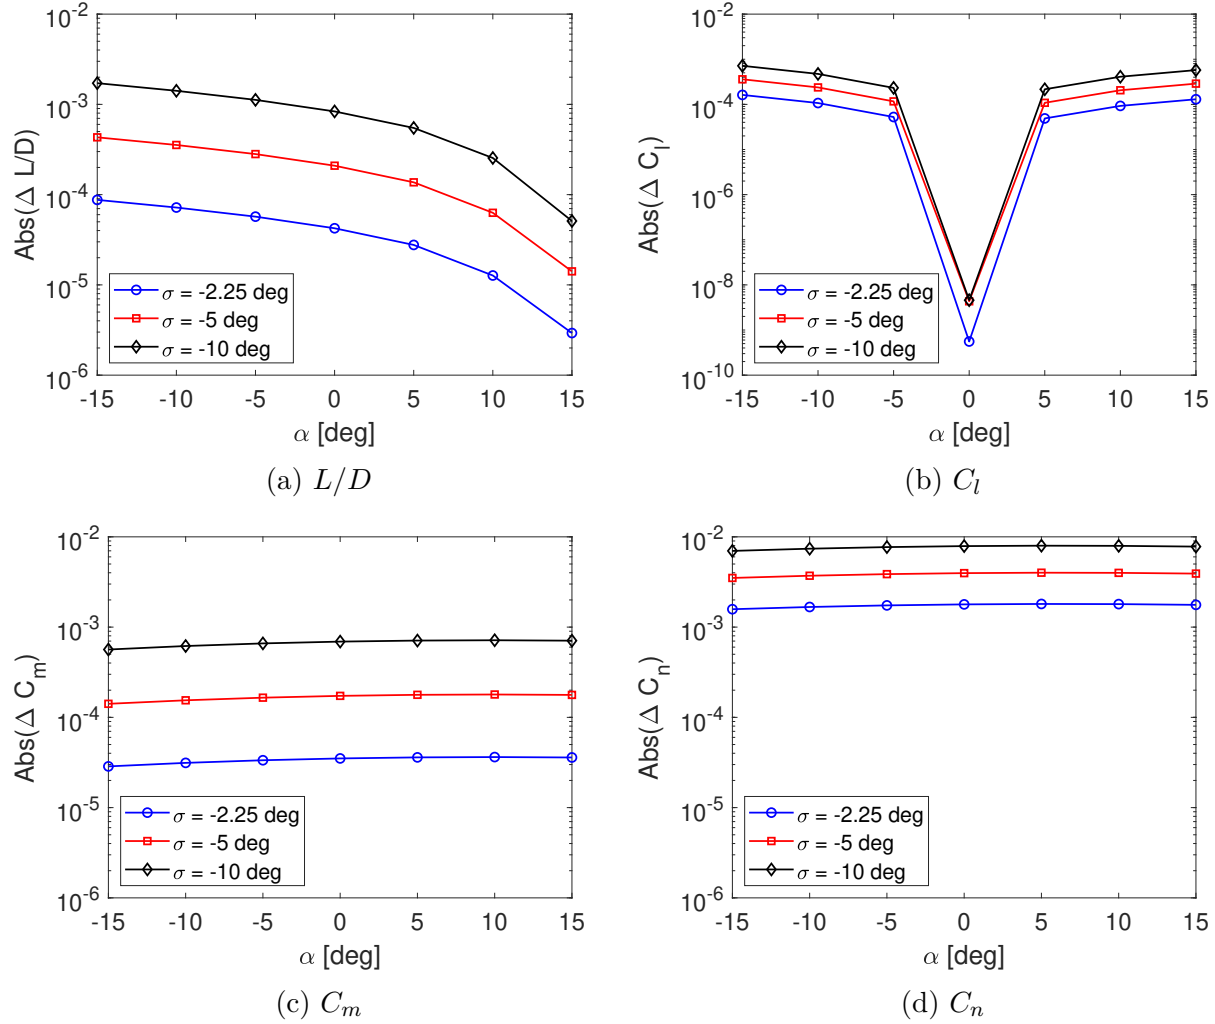 10^-2
10^-3
10^-4
10^-5
10^-6
Abs(Δ L/D)
σ = -2.25 deg
σ = -5 deg
σ = -10 deg
-15 -10 -5 0 5 10 15
α [deg]
(a) L/D
10^-2
10^-4
10^-6
10^-8
10^-10
Abs(Δ C_l)
σ = -2.25 deg
σ = -5 deg
σ = -10 deg
-15 -10 -5 0 5 10 15
α [deg]
(b) C_l
10^-2
10^-3
10^-4
10^-5
10^-6
Abs(Δ C_m)
σ = -2.25 deg
σ = -5 deg
σ = -10 deg
-15 -10 -5 0 5 10 15
α [deg]
(c) C_m
10^-2
10^-3
10^-4
10^-5
10^-6
Abs(Δ C_n)
σ = -2.25 deg
σ = -5 deg
σ = -10 deg
-15 -10 -5 0 5 10 15
α [deg]
(d) C_n